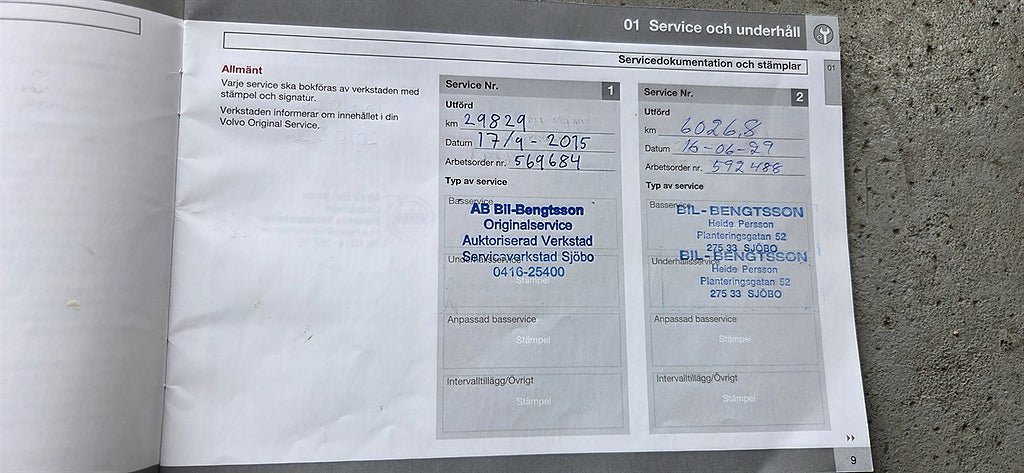 01 Service och underhåll
Servicedokumentation och stämplar
01
Allmänt
Varje service ska bokföras av verkstaden med
stämpel och signatur.
Verkstaden informerar om innehållet i din
Volvo Original Service.
Service Nr. 1
Utförd
km 29829
Datum 17/9 - 2015
Arbetsorder nr. 569684
Typ av service
Basservice
AB Bil-Bengtsson
Originalservice
Auktoriserad Verkstad
Serviceverkstad Sjöbo
Underhållsservice
0416-25400
Stämpel
Anpassad basservice
Stämpel
Intervalltillägg/Övrigt
Stämpel
Service Nr. 2
Utförd
km 60268
Datum 16-06-29
Arbetsorder nr. 592488
Typ av service
Basservice
BIL-BENGTSSON
Heide Persson
Planteringsgatan 52
275 33 SJÖBO
BIL-BENGTSSON
Underhållsservice
Heide Persson
Planteringsgatan 52
275 33 SJÖBO
Anpassad basservice
Stämpel
Intervalltillägg/Övrigt
Stämpel
9